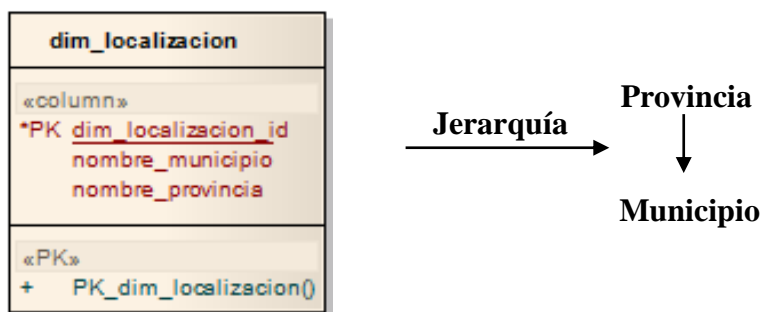 dim_localizacion
«column»
*PK dim_localizacion_id
nombre_municipio
nombre_provincia
«PK»
+ PK_dim_localizacion()
Jerarquía
Provincia
Municipio